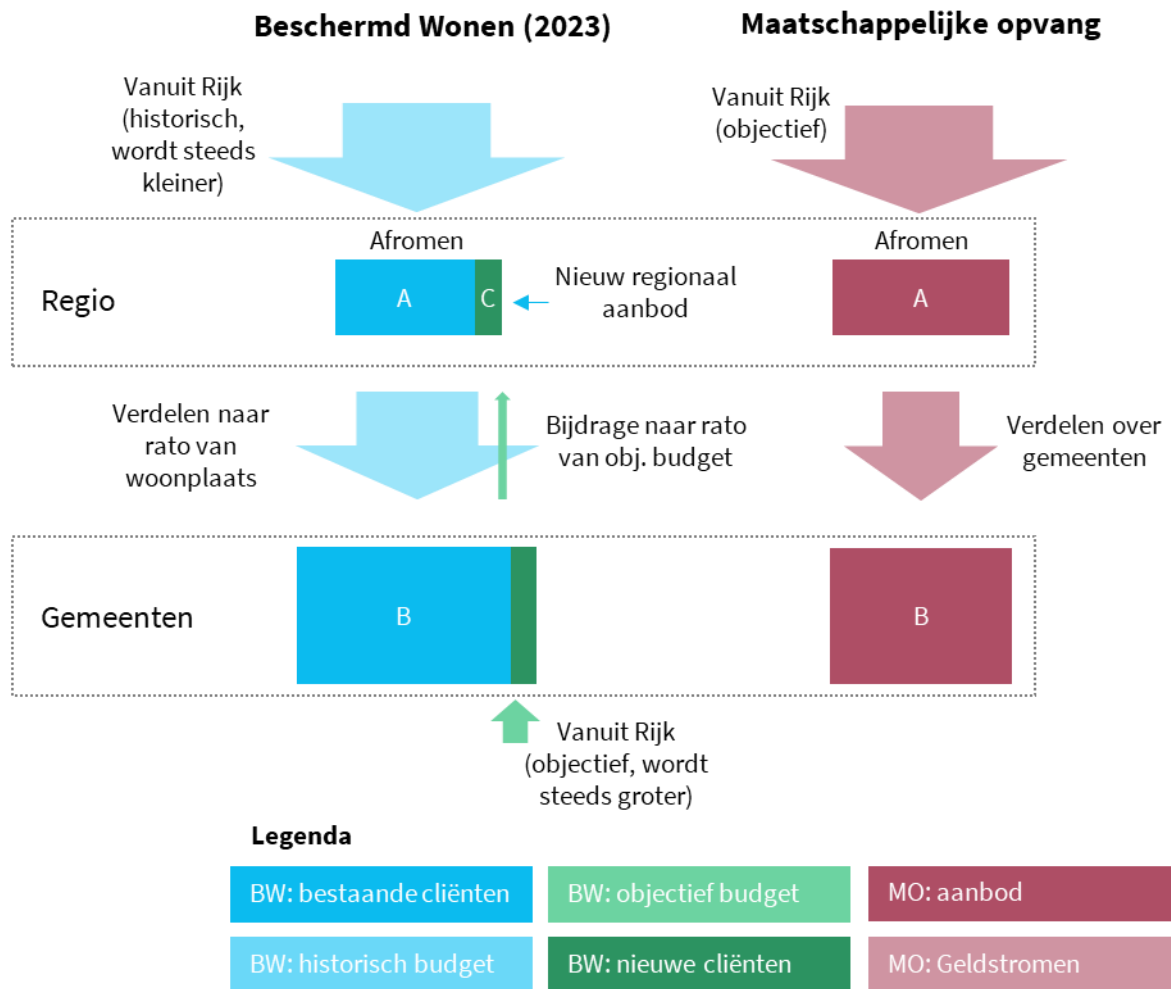 Beschermd Wonen (2023)
Maatschappelijke opvang
Vanuit Rijk
(historisch,
wordt steeds
kleiner)
Vanuit Rijk
(objectief)
Afromen
Afromen
Regio
A
C
Nieuw regionaal
aanbod
A
Verdelen naar
rato van
woonplaats
Bijdrage naar rato
van obj. budget
Verdelen over
gemeenten
Gemeenten
B
B
Vanuit Rijk
(objectief, wordt
steeds groter)
Legenda
BW: bestaande cliënten
BW: objectief budget
MO: aanbod
BW: historisch budget
BW: nieuwe cliënten
MO: Geldstromen